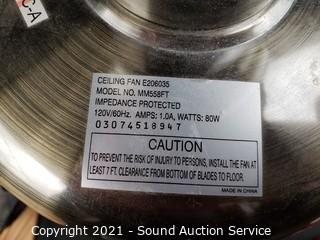 C-A
CEILING FAN E206035
MODEL NO. MM558FT
IMPEDANCE PROTECTED
120V/60Hz. AMPS: 1.0A, WATTS: 80W
03074518947
CAUTION
TO PREVENT THE RISK OF INJURY TO PERSONS, INSTALL THE FAN AT
LEAST 7 FT. CLEARANCE FROM BOTTOM OF BLADES TO FLOOR.
MADE IN CHINA
Copyright 2021 - Sound Auction Service